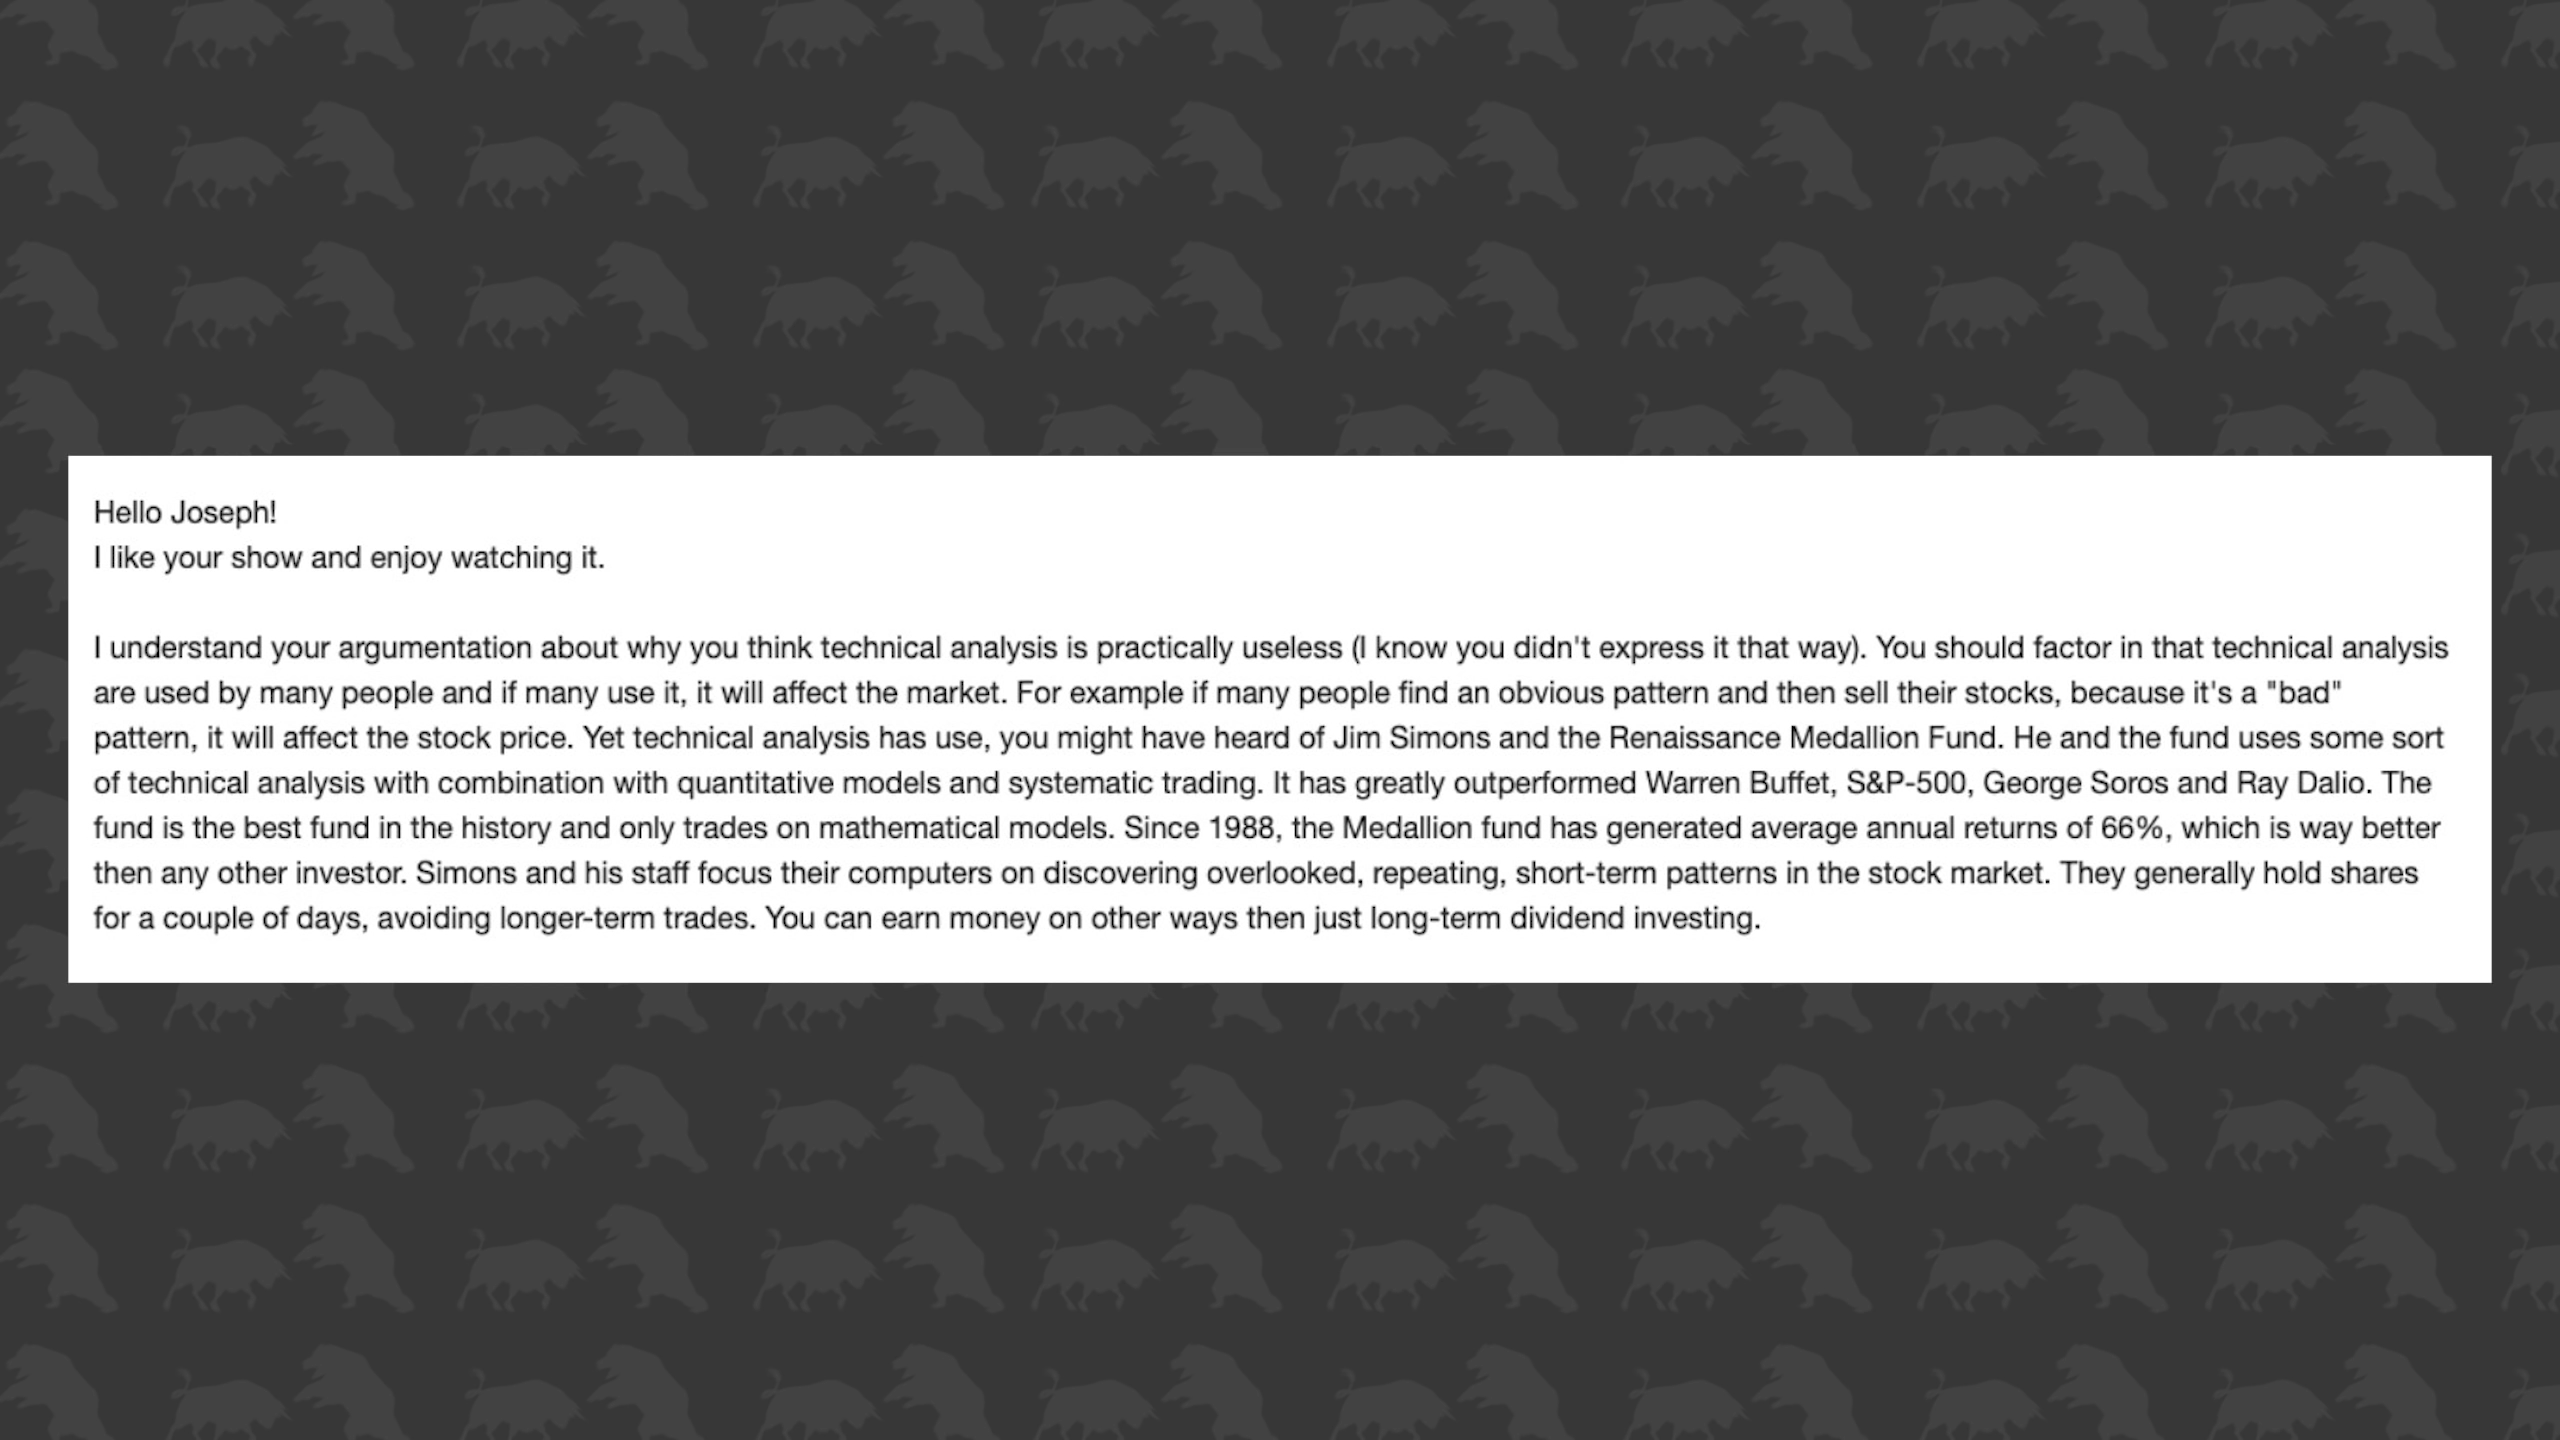 Hello Joseph!
I like your show and enjoy watching it.
I understand your argumentation about why you think technical analysis is practically useless (I know you didn't express it that way). You should factor in that technical analysis
are used by many people and if many use it, it will affect the market. For example if many people find an obvious pattern and then sell their stocks, because it's a "bad"
pattern, it will affect the stock price. Yet technical analysis has use, you might have heard of Jim Simons and the Renaissance Medallion Fund. He and the fund uses some sort
of technical analysis with combination with quantitative models and systematic trading. It has greatly outperformed Warren Buffet, S&P-500, George Soros and Ray Dalio. The
fund is the best fund in the history and only trades on mathematical models. Since 1988, the Medallion fund has generated average annual returns of 66%, which is way better
then any other investor. Simons and his staff focus their computers on discovering overlooked, repeating, short-term patterns in the stock market. They generally hold shares
for a couple of days, avoiding longer-term trades. You can earn money on other ways then just long-term dividend investing.